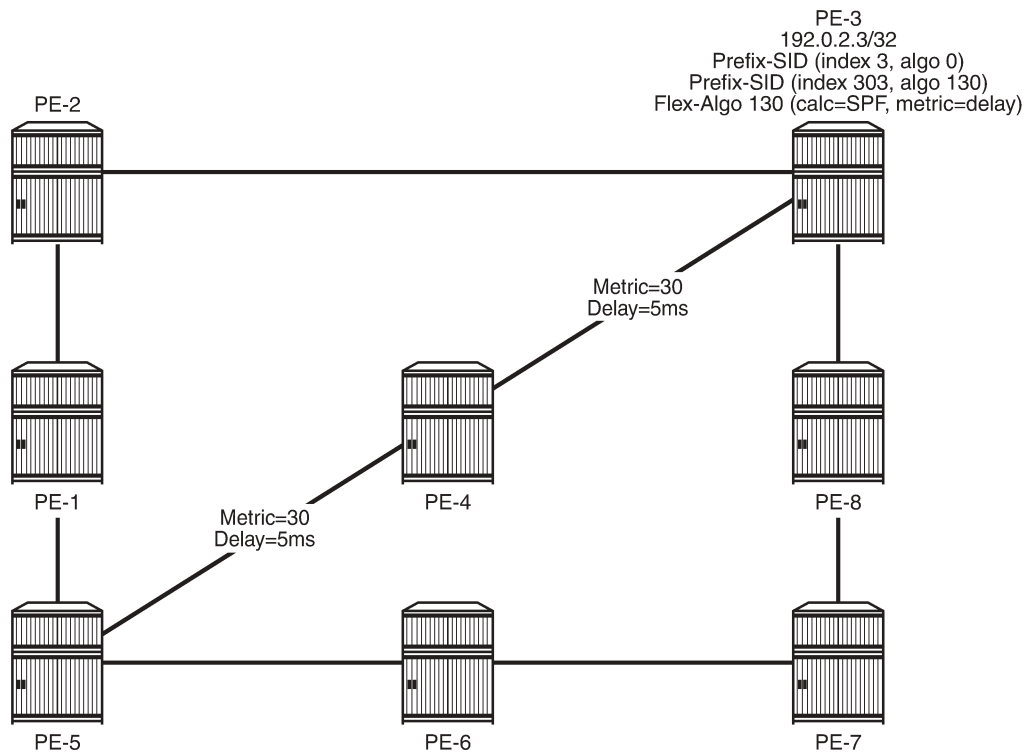 PE-3
192.0.2.3/32
Prefix-SID (index 3, algo 0)
Prefix-SID (index 303, algo 130)
Flex-Algo 130 (calc=SPF, metric=delay)
PE-2
Metric=30
Delay=5ms
PE-1
PE-4
PE-8
Metric=30
Delay=5ms
PE-5
PE-6
PE-7